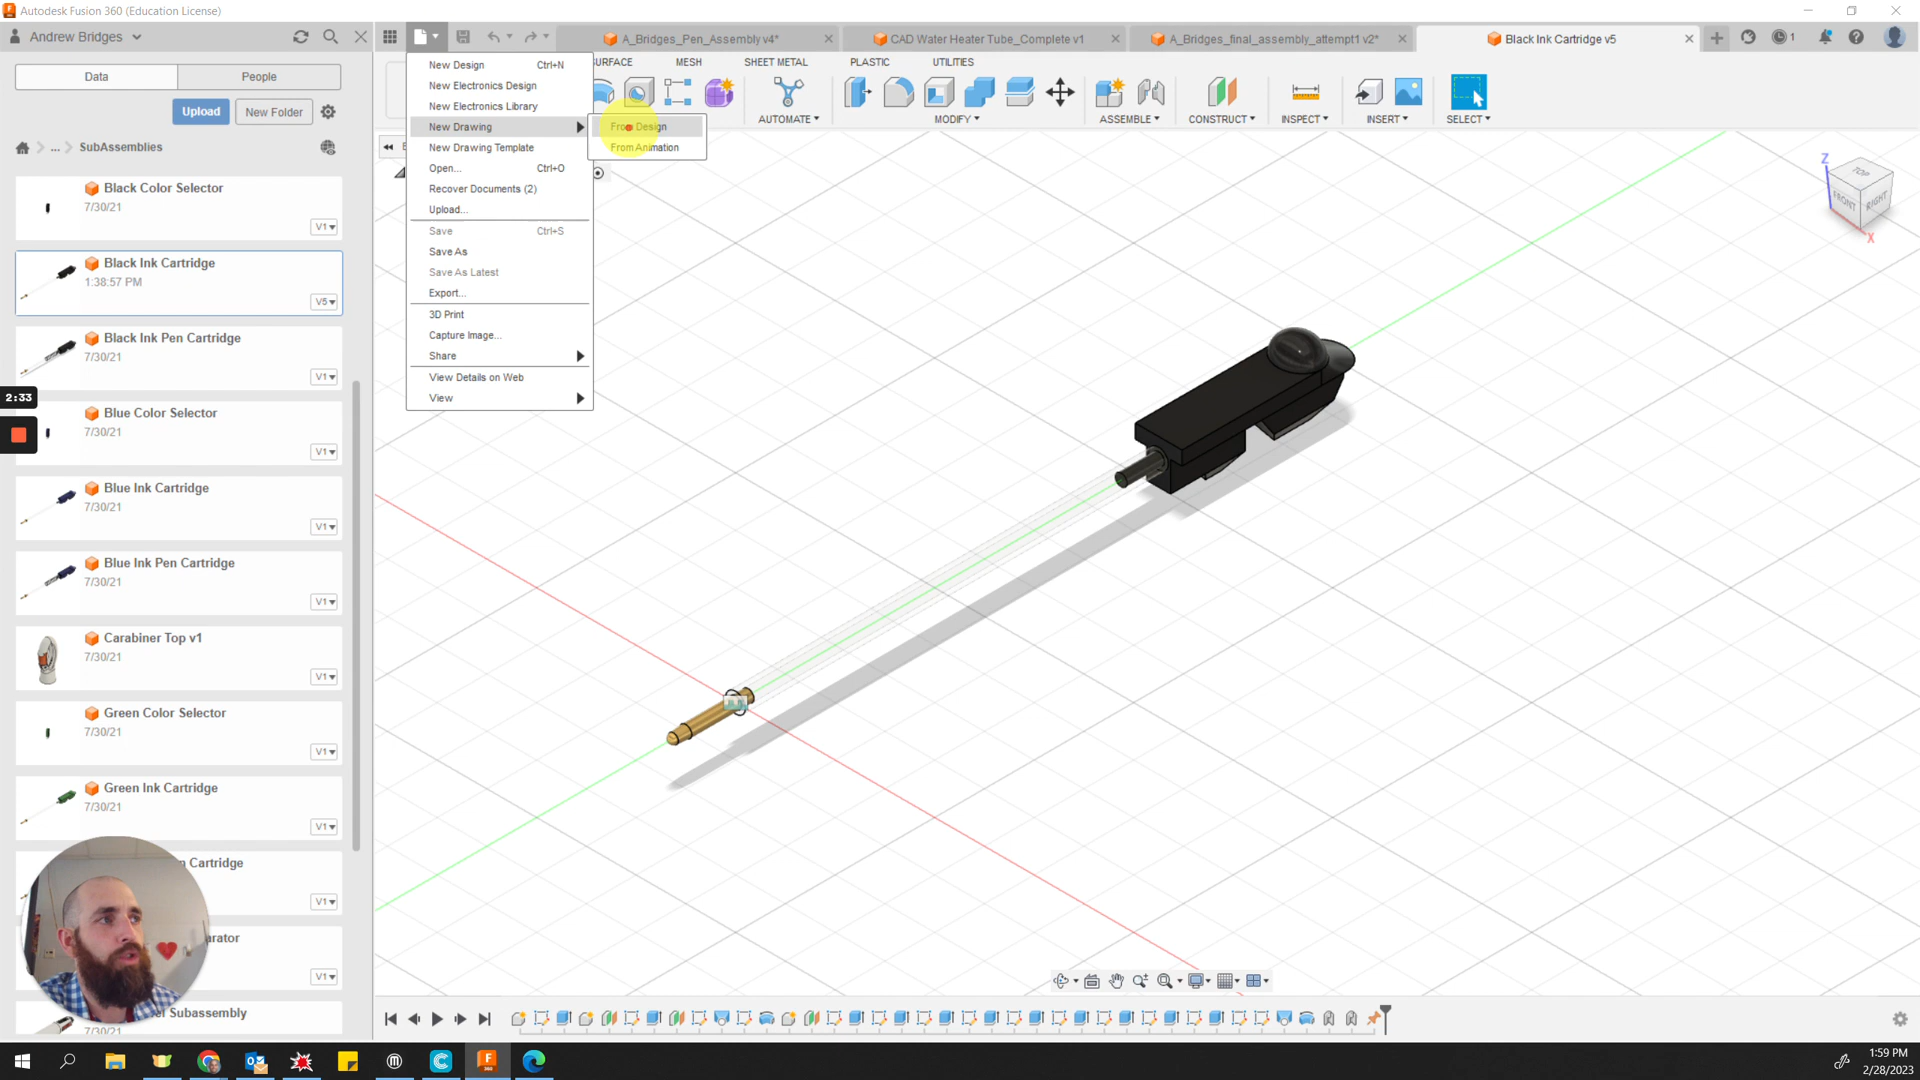 Autodesk Fusion 360 (Education License)
Andrew Bridges
A_Bridges_Pen_Assembly v4*
CAD Water Heater Tube_Complete v1
A_Bridges_final_assembly_attempt1 v2*
Black Ink Cartridge v5
1
Data
People
Upload
New Folder
... SubAssemblies
Black Color Selector
7/30/21
V1
Black Ink Cartridge
1:38:57 PM
V5
Black Ink Pen Cartridge
7/30/21
V1
2:33
Blue Color Selector
7/30/21
V1
Blue Ink Cartridge
7/30/21
V1
Blue Ink Pen Cartridge
7/30/21
V1
Carabiner Top v1
7/30/21
V1
Green Color Selector
7/30/21
V1
Green Ink Cartridge
7/30/21
V1
Cartridge
V1
V1
Subassembly
7/30/21
New Design Ctrl+N
New Electronics Design
New Electronics Library
New Drawing
New Drawing Template
Open... Ctrl+O
Recover Documents (2)
Upload...
Save Ctrl+S
Save As
Save As Latest
Export...
3D Print
Capture Image...
Share
View Details on Web
View
From Design
From Animation
MESH
SHEET METAL
PLASTIC
UTILITIES
AUTOMATE
MODIFY
ASSEMBLE
CONSTRUCT
INSPECT
INSERT
SELECT
Z
TOP
FRONT
RIGHT
X
1:59 PM
2/28/2023